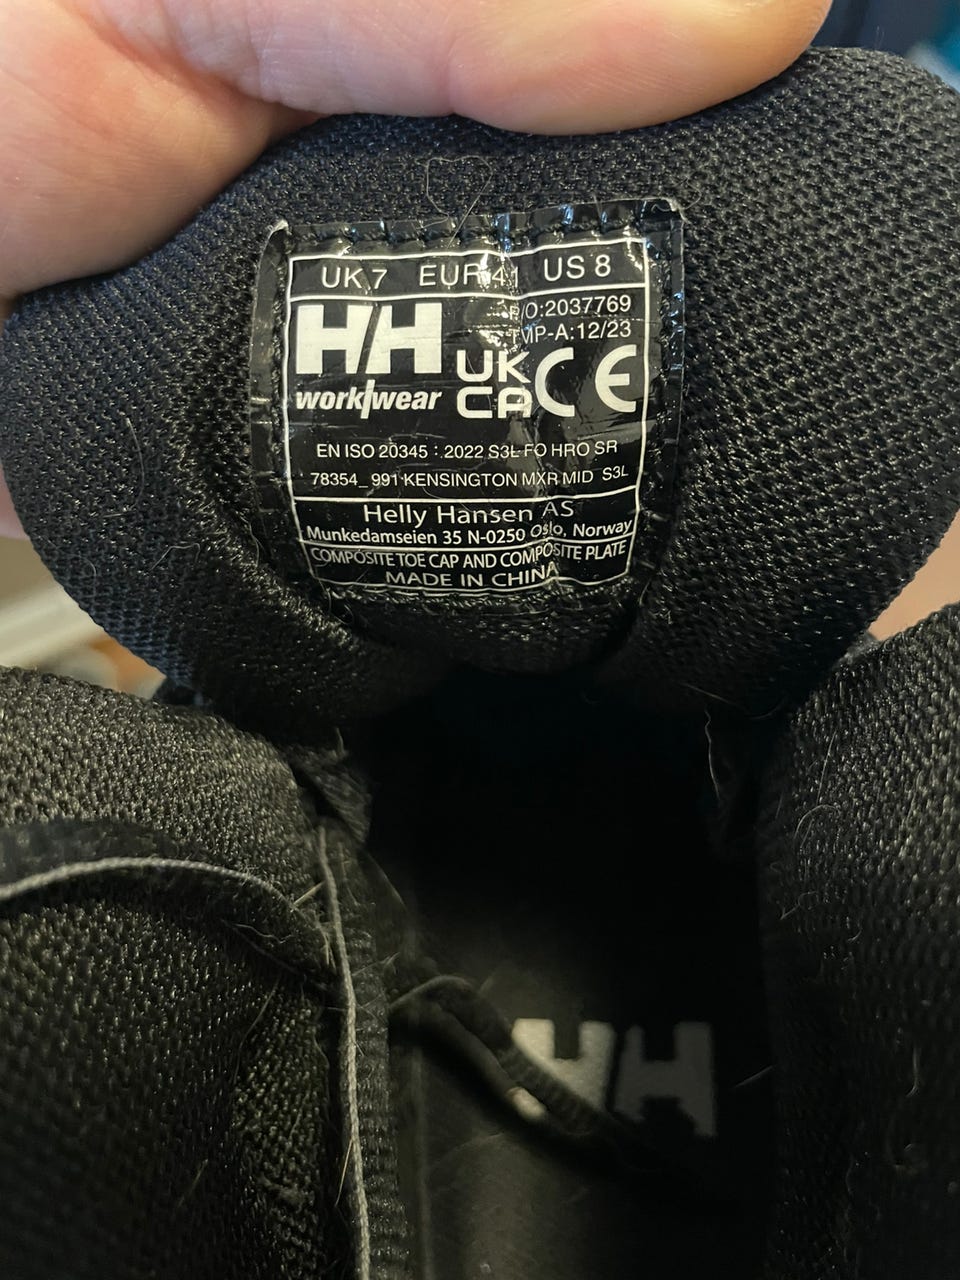 UK 7 EUR 41 US 8
HH
work/wear
P/O:2037769
MP-A:12/23
UK
CA
CE
EN ISO 20345 : 2022 S3L FO HRO SR
78354_991 KENSINGTON MXR MID S3L
Helly Hansen AS
Munkedamseien 35 N-0250 Oslo, Norway
COMPOSITE TOE CAP AND COMPOSITE PLATE
MADE IN CHINA
HH